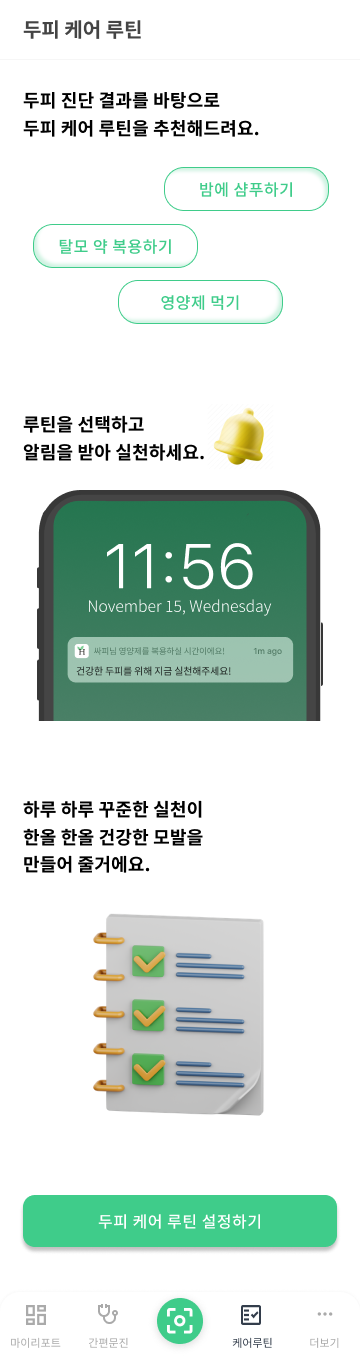 두피 케어 루틴
두피 진단 결과를 바탕으로
두피 케어 루틴을 추천해드려요.
밤에 샴푸하기
탈모 약 복용하기
영양제 먹기
루틴을 선택하고
알림을 받아 실천하세요.
11:56
November 15, Wednesday
싸피님 영양제를 복용하실 시간이에요!
1m ago
건강한 두피를 위해 지금 실천해주세요!
하루 하루 꾸준한 실천이
한올 한올 건강한 모발을
만들어 줄거에요.
두피 케어 루틴 설정하기
마이리포트
간편문진
케어루틴
더보기